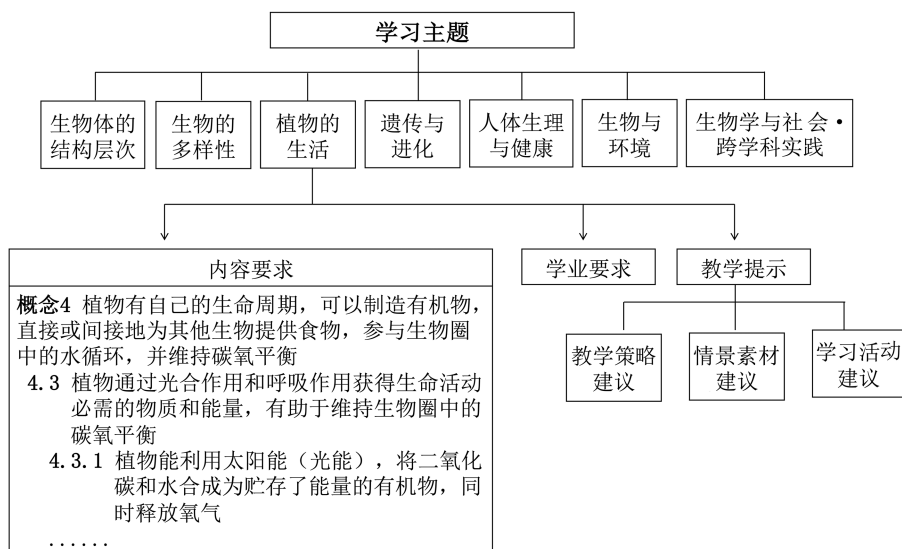 学习主题
生物体的
结构层次
生物的
多样性
植物的
生活
遗传与
进化
人体生理
与健康
生物与
环境
生物学与社会·
跨学科实践
内容要求
概念4 植物有自己的生命周期，可以制造有机物，
直接或间接地为其他生物提供食物，参与生物圈
中的水循环，并维持碳氧平衡
4.3 植物通过光合作用和呼吸作用获得生命活动
必需的物质和能量，有助于维持生物圈中的
碳氧平衡
4.3.1 植物能利用太阳能（光能），将二氧化
碳和水合成为贮存了能量的有机物，同
时释放氧气
......
学业要求
教学提示
教学策略
建议
情景素材
建议
学习活动
建议